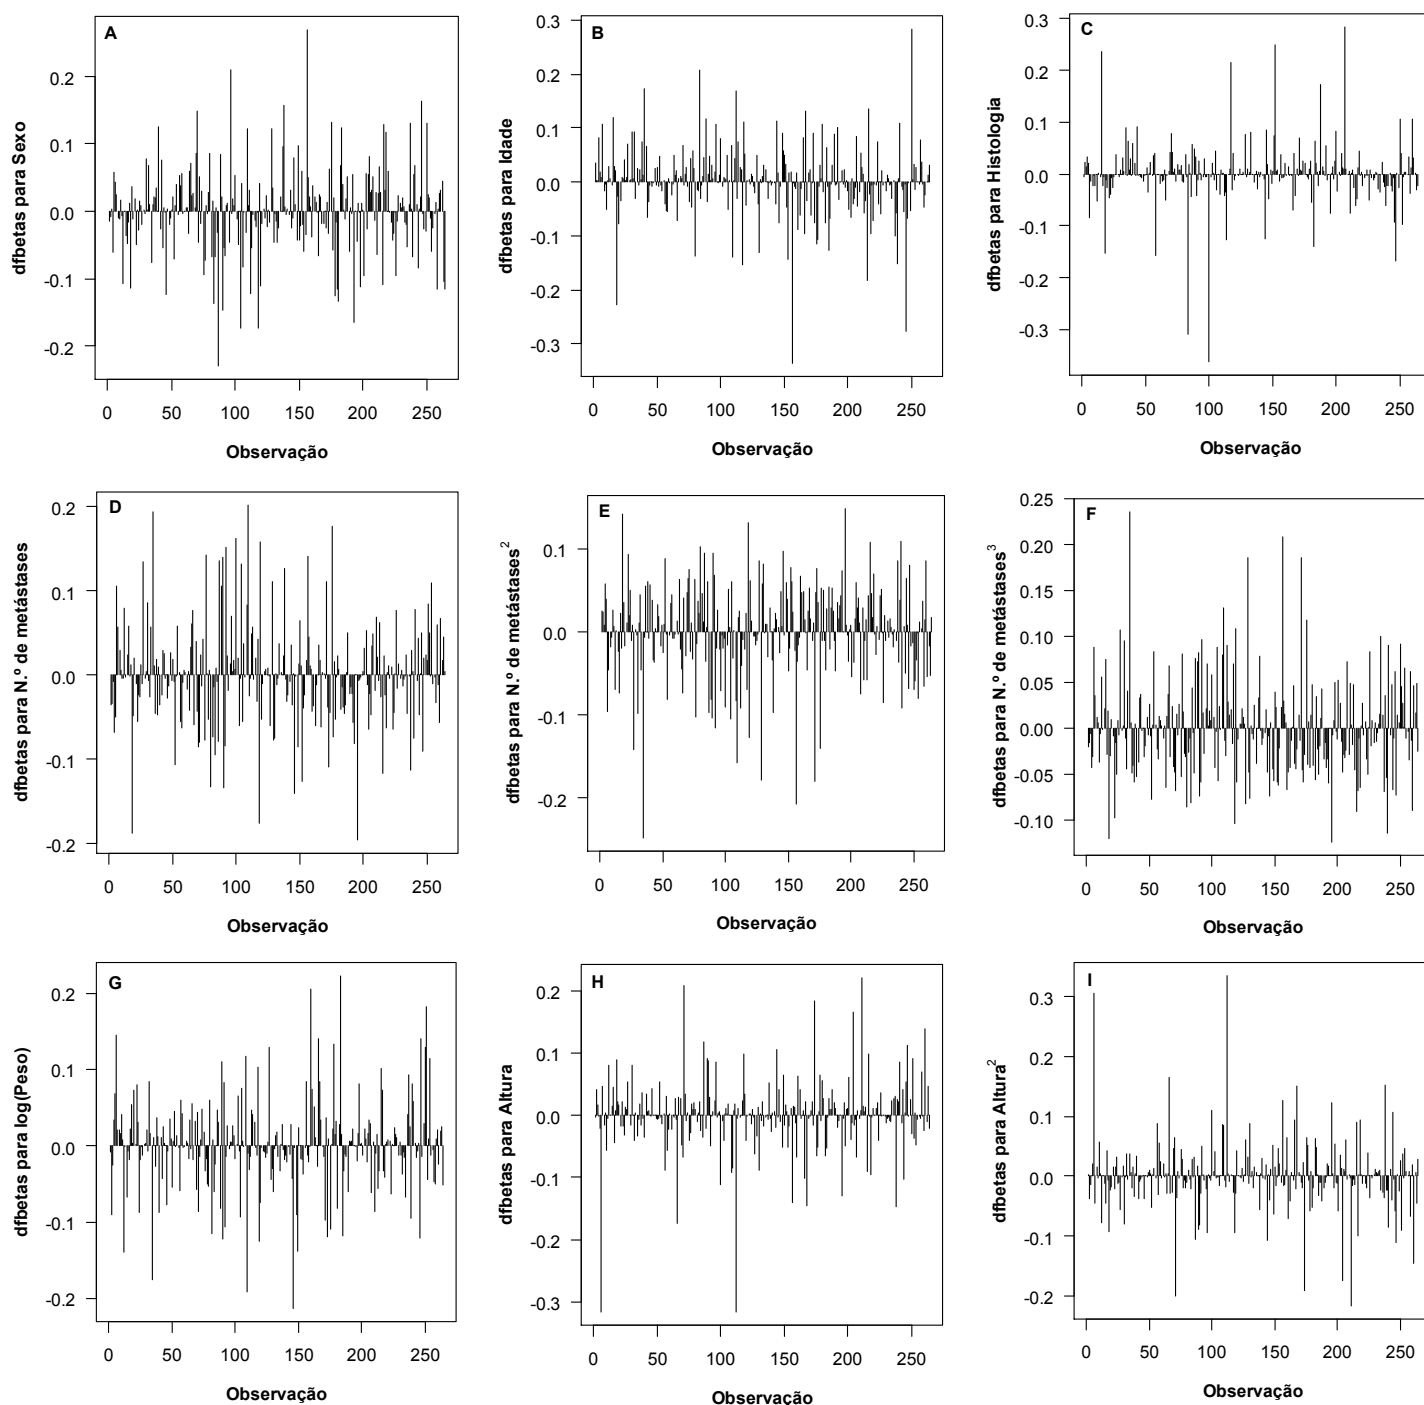 A
dfbetas para Sexo
0.2
0.1
0.0
-0.1
-0.2
0 50 100 150 200 250
Observação
B
dfbetas para Idade
0.3
0.2
0.1
0.0
-0.1
-0.2
-0.3
0 50 100 150 200 250
Observação
C
dfbetas para Histologia
0.3
0.2
0.1
0.0
-0.1
-0.2
-0.3
0 50 100 150 200 250
Observação
D
dfbetas para N.º de metástases
0.2
0.1
0.0
-0.1
-0.2
0 50 100 150 200 250
Observação
E
dfbetas para N.º de metástases²
0.1
0.0
-0.1
-0.2
0 50 100 150 200 250
Observação
F
dfbetas para N.º de metástases³
0.25
0.20
0.15
0.10
0.05
0.00
-0.05
-0.10
0 50 100 150 200 250
Observação
G
dfbetas para log(Peso)
0.2
0.1
0.0
-0.1
-0.2
0 50 100 150 200 250
Observação
H
dfbetas para Altura
0.2
0.1
0.0
-0.1
-0.2
-0.3
0 50 100 150 200 250
Observação
I
dfbetas para Altura²
0.3
0.2
0.1
0.0
-0.1
-0.2
0 50 100 150 200 250
Observação